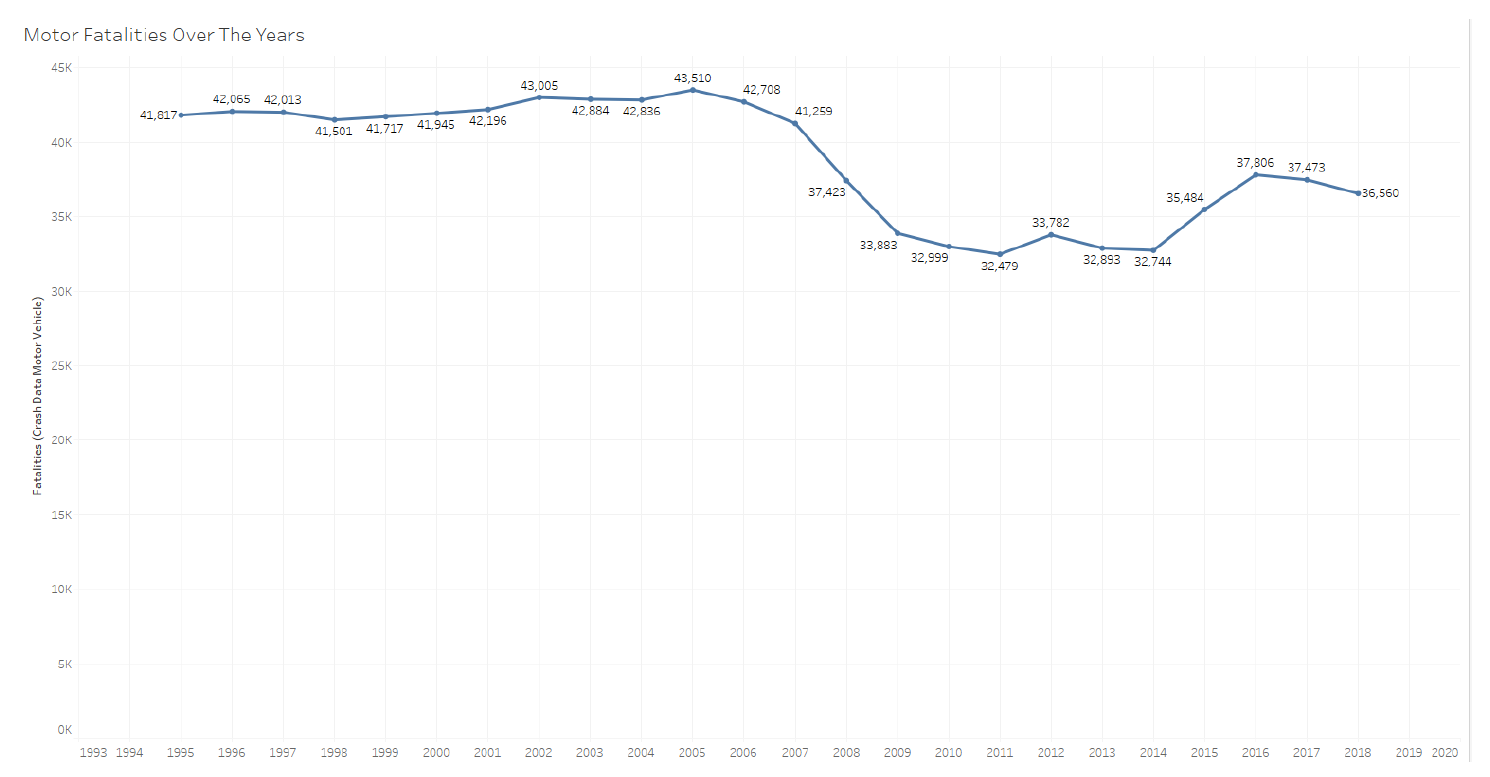 Motor Fatalities Over The Years
45K
40K
35K
30K
25K
20K
15K
10K
5K
0K
Fatalities (Crash Data Motor Vehicle)
41,817
42,065
42,013
41,501
41,717
41,945
42,196
43,005
42,884
42,836
43,510
42,708
41,259
37,423
33,883
32,999
32,479
33,782
32,893
32,744
35,484
37,806
37,473
36,560
1993 1994 1995 1996 1997 1998 1999 2000 2001 2002 2003 2004 2005 2006 2007 2008 2009 2010 2011 2012 2013 2014 2015 2016 2017 2018 2019 2020